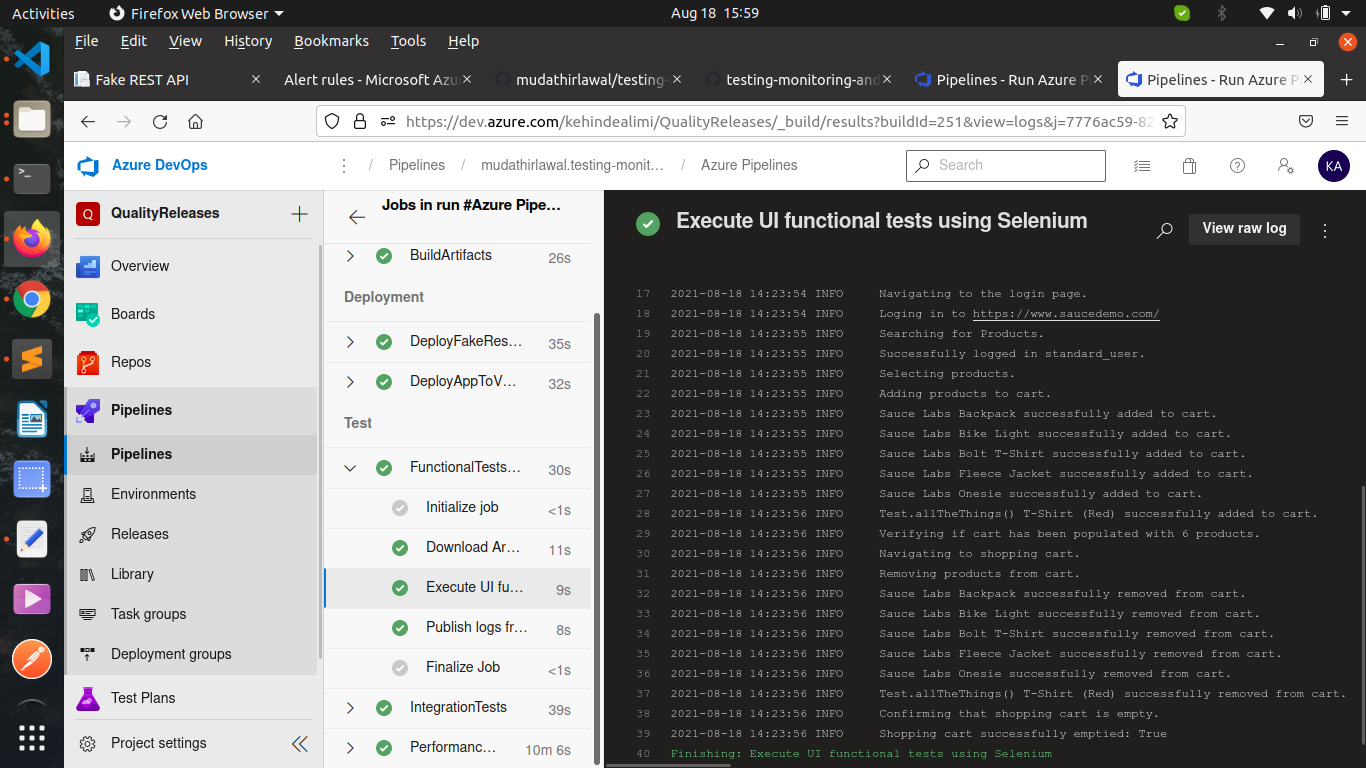 Activities
Firefox Web Browser
Aug 18 15:59
File Edit View History Bookmarks Tools Help
Fake REST API
Alert rules - Microsoft Azu
mudathirlawal/testing-
testing-monitoring-and
Pipelines - Run Azure P
Pipelines - Run Azure P
https://dev.azure.com/kehindealimi/QualityReleases/_build/results?buildId=251&view=logs&j=7776ac59-82
Azure DevOps
/ Pipelines / mudathirlawal.testing-monit... / Azure Pipelines
Search
KA
Q QualityReleases
Overview
Boards
Repos
Pipelines
Pipelines
Environments
Releases
Library
Task groups
Deployment groups
Test Plans
Project settings
Jobs in run #Azure Pipe...
BuildArtifacts 26s
Deployment
DeployFakeRes... 35s
DeployAppToV... 32s
Test
FunctionalTests... 30s
Initialize job <1s
Download Ar... 11s
Execute UI fu... 9s
Publish logs fr... 8s
Finalize Job <1s
IntegrationTests 39s
Performanc... 10m 6s
Execute UI functional tests using Selenium
View raw log
17 2021-08-18 14:23:54 INFO Navigating to the login page.
18 2021-08-18 14:23:54 INFO Loging in to https://www.saucedemo.com/
19 2021-08-18 14:23:55 INFO Searching for Products.
20 2021-08-18 14:23:55 INFO Successfully logged in standard_user.
21 2021-08-18 14:23:55 INFO Selecting products.
22 2021-08-18 14:23:55 INFO Adding products to cart.
23 2021-08-18 14:23:55 INFO Sauce Labs Backpack successfully added to cart.
24 2021-08-18 14:23:55 INFO Sauce Labs Bike Light successfully added to cart.
25 2021-08-18 14:23:55 INFO Sauce Labs Bolt T-Shirt successfully added to cart.
26 2021-08-18 14:23:55 INFO Sauce Labs Fleece Jacket successfully added to cart.
27 2021-08-18 14:23:55 INFO Sauce Labs Onesie successfully added to cart.
28 2021-08-18 14:23:56 INFO Test.allTheThings() T-Shirt (Red) successfully added to cart.
29 2021-08-18 14:23:56 INFO Verifying if cart has been populated with 6 products.
30 2021-08-18 14:23:56 INFO Navigating to shopping cart.
31 2021-08-18 14:23:56 INFO Removing products from cart.
32 2021-08-18 14:23:56 INFO Sauce Labs Backpack successfully removed from cart.
33 2021-08-18 14:23:56 INFO Sauce Labs Bike Light successfully removed from cart.
34 2021-08-18 14:23:56 INFO Sauce Labs Bolt T-Shirt successfully removed from cart.
35 2021-08-18 14:23:56 INFO Sauce Labs Fleece Jacket successfully removed from cart.
36 2021-08-18 14:23:56 INFO Sauce Labs Onesie successfully removed from cart.
37 2021-08-18 14:23:56 INFO Test.allTheThings() T-Shirt (Red) successfully removed from cart.
38 2021-08-18 14:23:56 INFO Confirming that shopping cart is empty.
39 2021-08-18 14:23:56 INFO Shopping cart successfully emptied: True
40 Finishing: Execute UI functional tests using Selenium